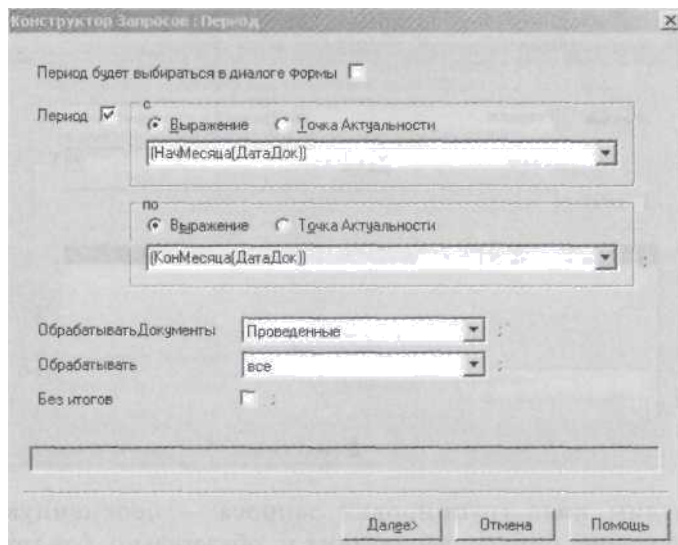 Конструктор Запросов : Период
Период будет выбираться в диалоге формы
Период
с
Выражение Точка Актуальности
(НачМесяца(ДатаДок))
по
Выражение Точка Актуальности
(КонМесяца(ДатаДок))
ОбрабатыватьДокументы Проведенные
Обрабатывать все
Без итогов
Далее> Отмена Помощь